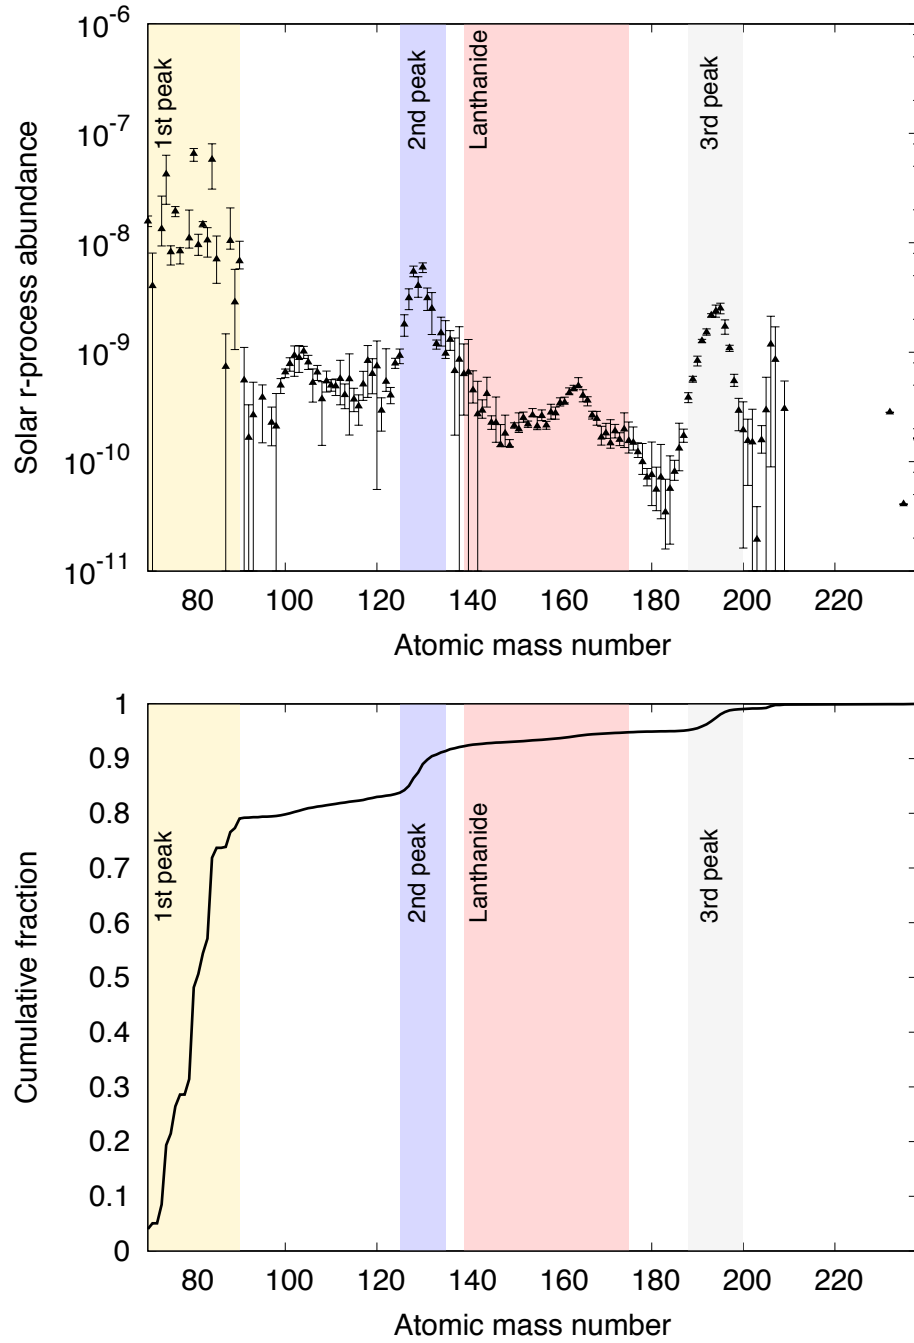 10^-6
10^-7
10^-8
10^-9
10^-10
10^-11
Solar r-process abundance
1st peak
2nd peak
Lanthanide
3rd peak
80 100 120 140 160 180 200 220
Atomic mass number
1
0.9
0.8
0.7
0.6
0.5
0.4
0.3
0.2
0.1
0
Cumulative fraction
1st peak
2nd peak
Lanthanide
3rd peak
80 100 120 140 160 180 200 220
Atomic mass number